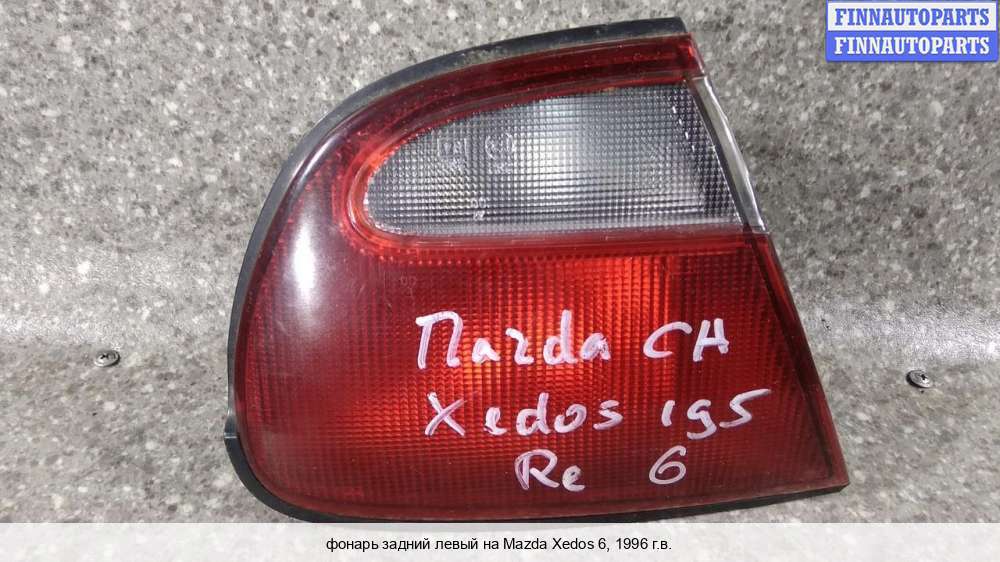 FINNAUTOPARTS
FINNAUTOPARTS
Mazda CH
Xedos 195
Re 6
фонарь задний левый на Mazda Xedos 6, 1996 г.в.